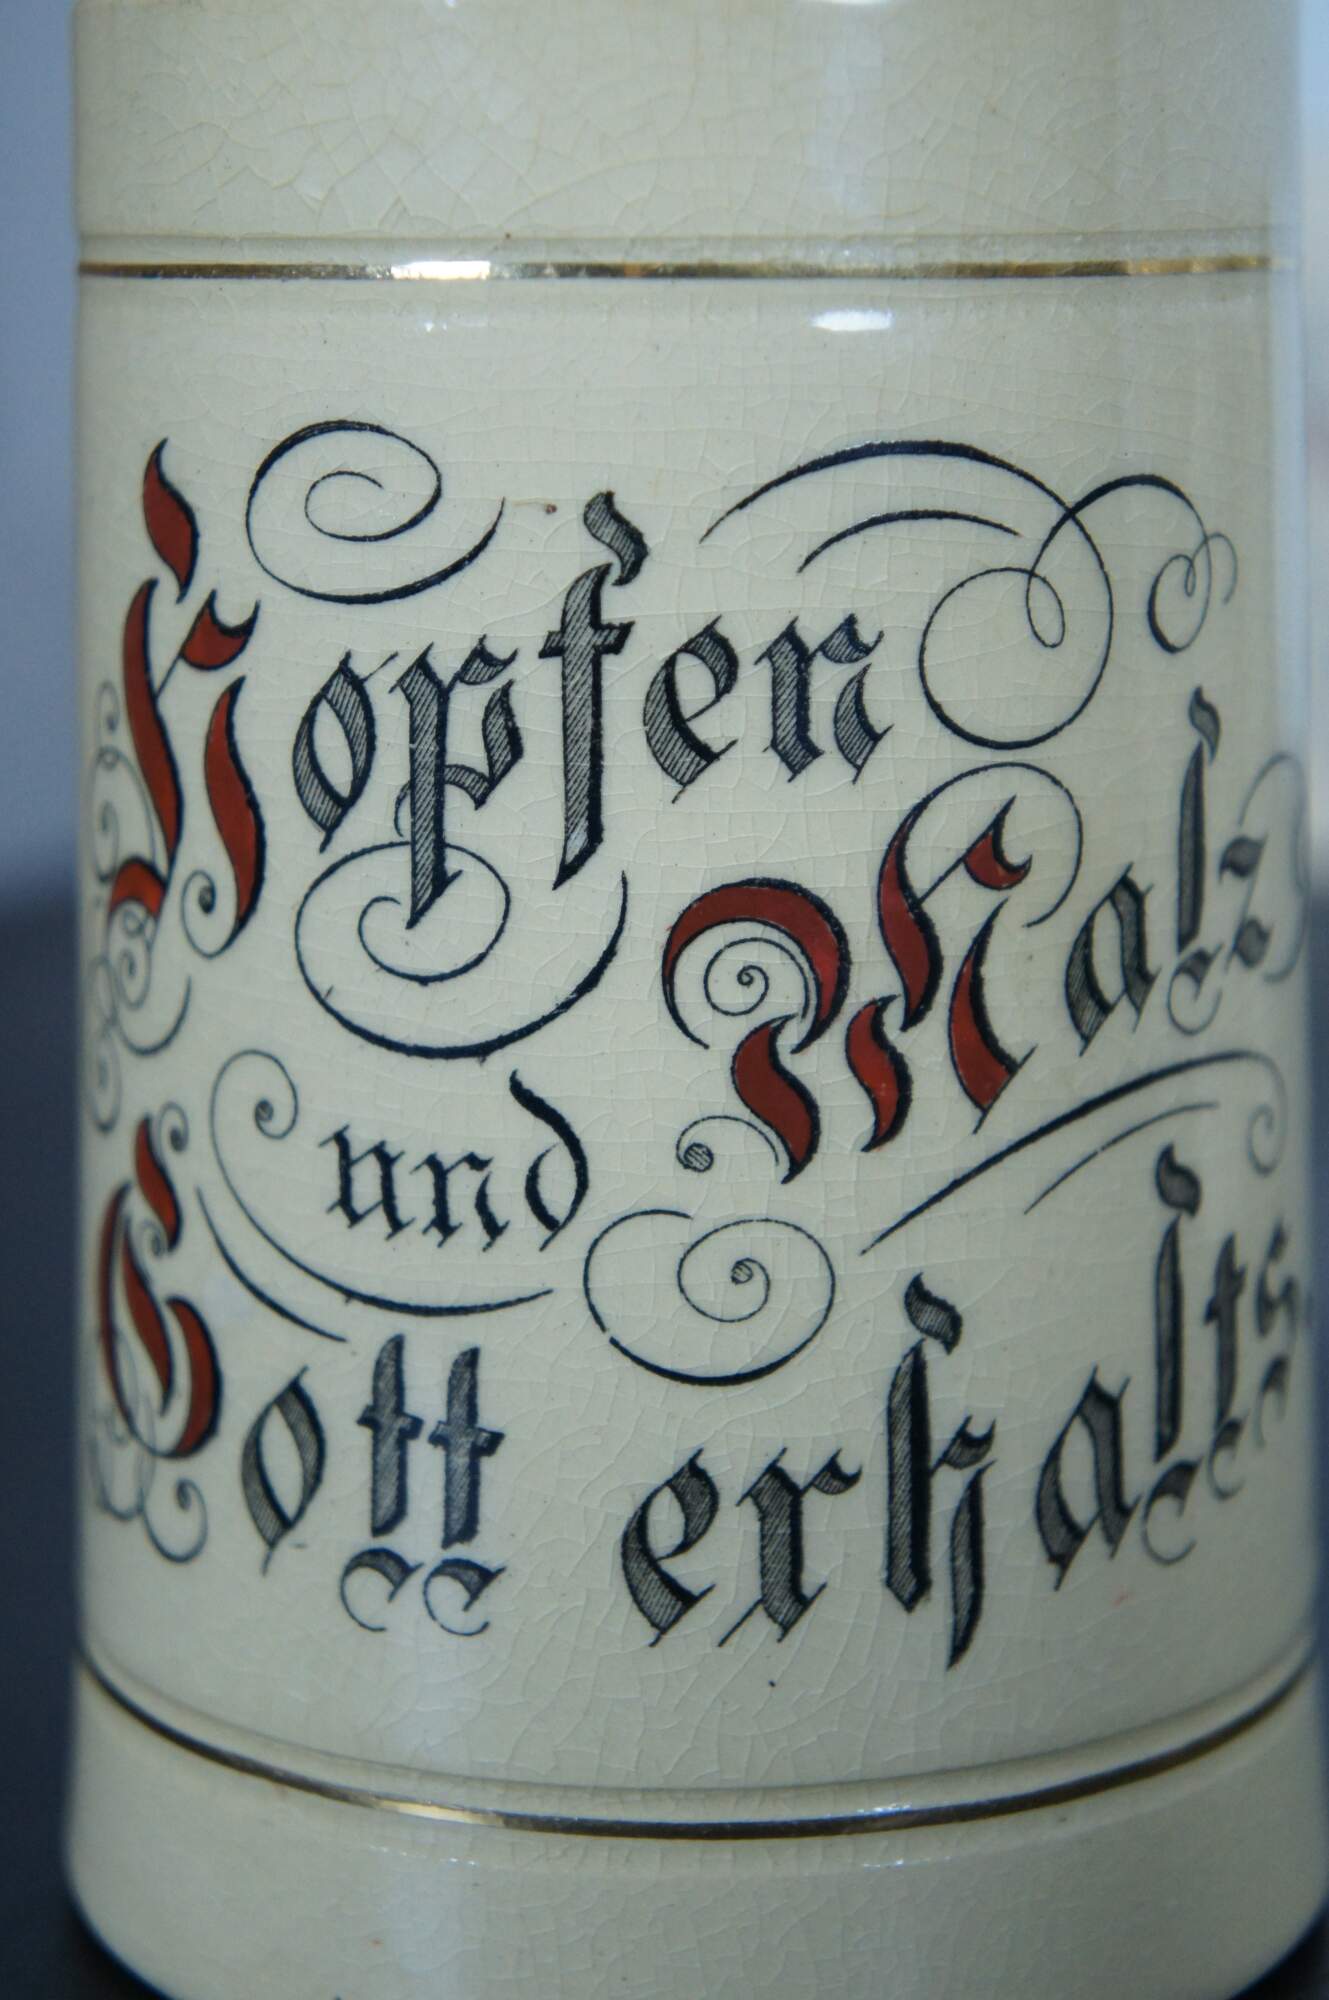 Hopfen
und Malz
Gott erhalts